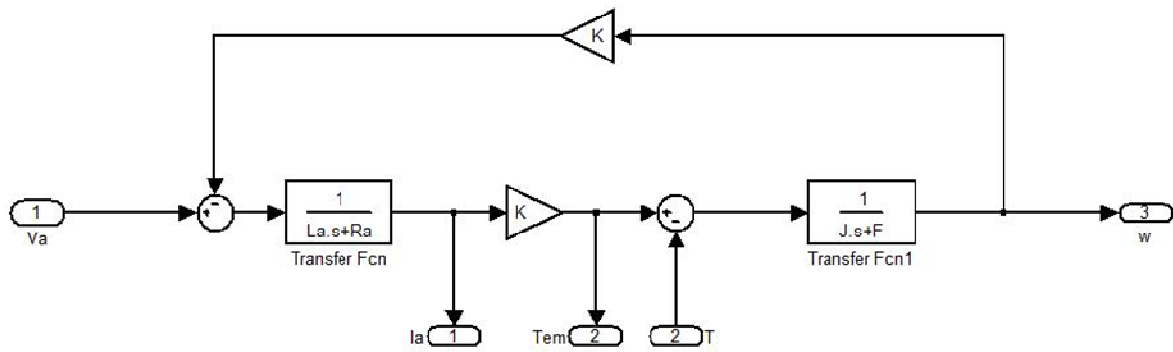 K
1
Va
1
La.s+Ra
Transfer Fcn
K
1
J.s+F
Transfer Fcn1
3
w
Ia 1
Tem 2
2 T